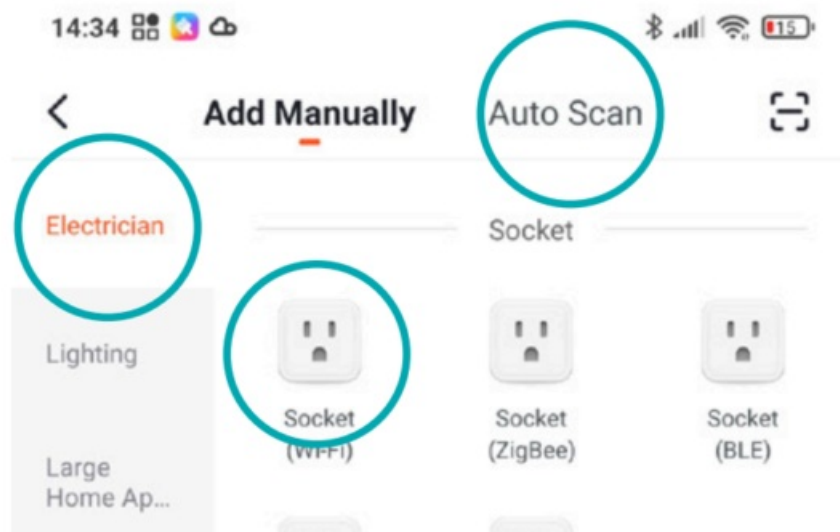 14:34
15
Add Manually
Auto Scan
Electrician
Socket
Lighting
Socket
(Wi-Fi)
Socket
(ZigBee)
Socket
(BLE)
Large
Home Ap...